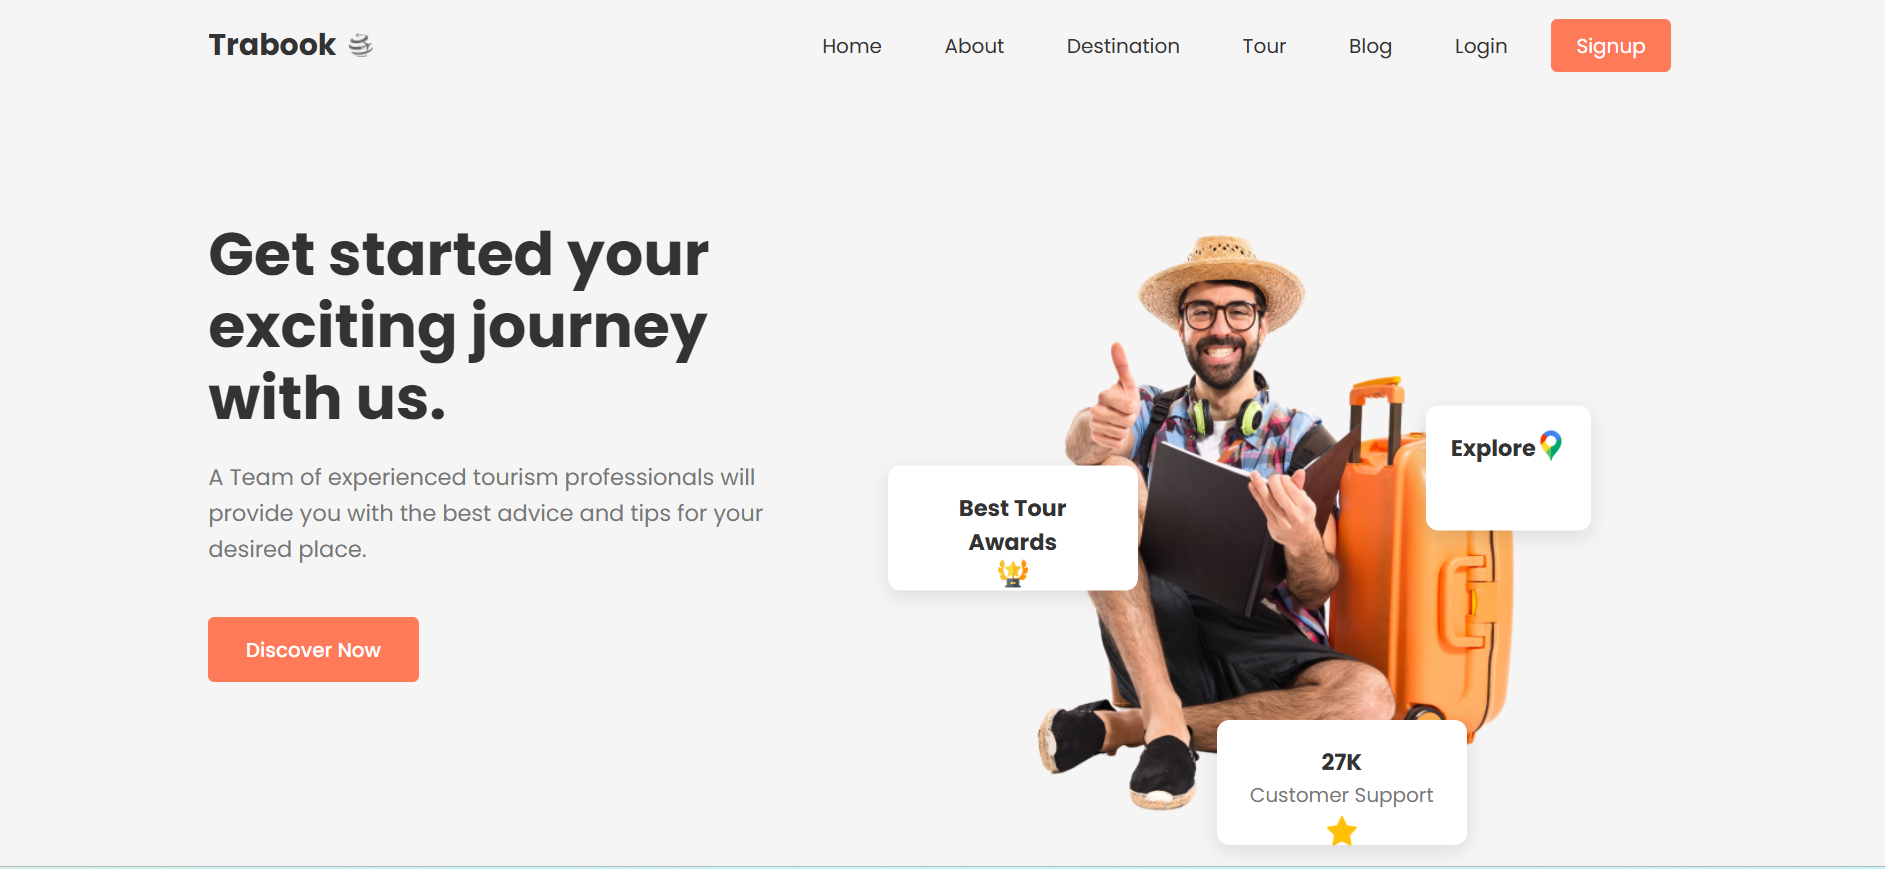 Trabook
Home About Destination Tour Blog Login Signup
Get started your
exciting journey
with us.
A Team of experienced tourism professionals will
provide you with the best advice and tips for your
desired place.
Discover Now
Explore
Best Tour
Awards
27K
Customer Support